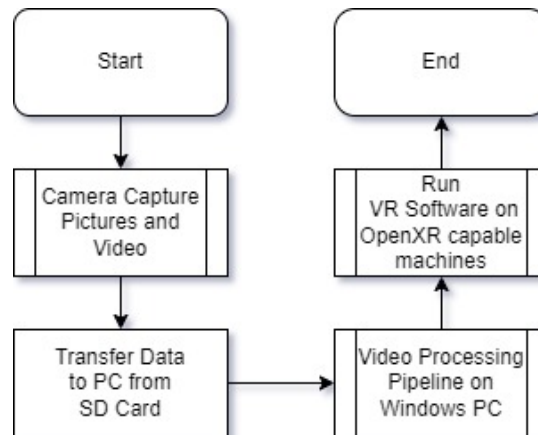 Start
Camera Capture
Pictures and
Video
Transfer Data
to PC from
SD Card
Video Processing
Pipeline on
Windows PC
Run
VR Software on
OpenXR capable
machines
End